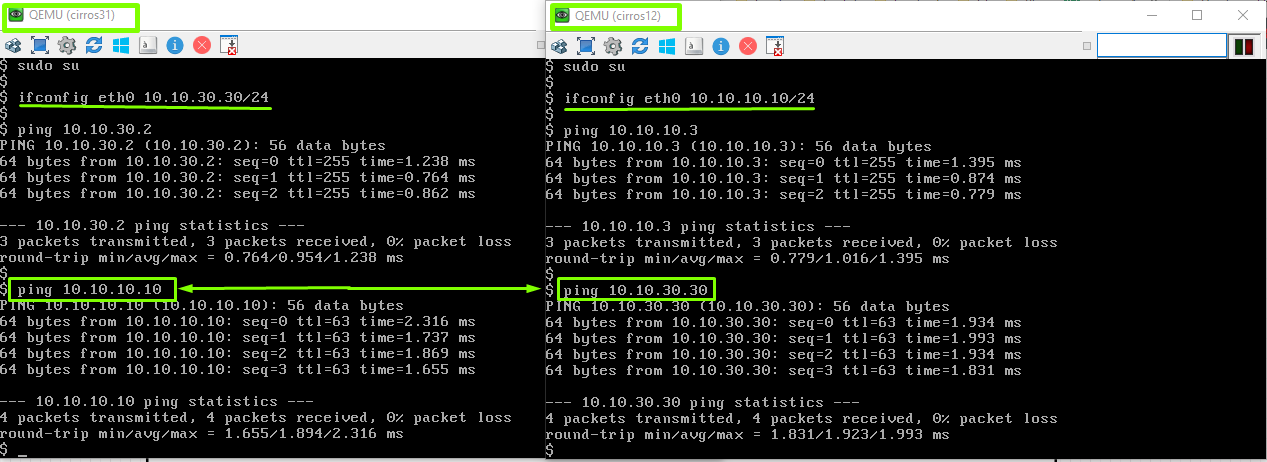 QEMU (cirros31)
$ sudo su
$
$ ifconfig eth0 10.10.30.30/24
$
$ ping 10.10.30.2
PING 10.10.30.2 (10.10.30.2): 56 data bytes
64 bytes from 10.10.30.2: seq=0 ttl=255 time=1.238 ms
64 bytes from 10.10.30.2: seq=1 ttl=255 time=0.764 ms
64 bytes from 10.10.30.2: seq=2 ttl=255 time=0.862 ms
--- 10.10.30.2 ping statistics ---
3 packets transmitted, 3 packets received, 0% packet loss
round-trip min/avg/max = 0.764/0.954/1.238 ms
$
$ ping 10.10.10.10
PING 10.10.10.10 (10.10.10.10): 56 data bytes
64 bytes from 10.10.10.10: seq=0 ttl=63 time=2.316 ms
64 bytes from 10.10.10.10: seq=1 ttl=63 time=1.737 ms
64 bytes from 10.10.10.10: seq=2 ttl=63 time=1.869 ms
64 bytes from 10.10.10.10: seq=3 ttl=63 time=1.655 ms
--- 10.10.10.10 ping statistics ---
4 packets transmitted, 4 packets received, 0% packet loss
round-trip min/avg/max = 1.655/1.894/2.316 ms
$ _
QEMU (cirros12)
$ sudo su
$
$ ifconfig eth0 10.10.10.10/24
$
$ ping 10.10.10.3
PING 10.10.10.3 (10.10.10.3): 56 data bytes
64 bytes from 10.10.10.3: seq=0 ttl=255 time=1.395 ms
64 bytes from 10.10.10.3: seq=1 ttl=255 time=0.874 ms
64 bytes from 10.10.10.3: seq=2 ttl=255 time=0.779 ms
--- 10.10.10.3 ping statistics ---
3 packets transmitted, 3 packets received, 0% packet loss
round-trip min/avg/max = 0.779/1.016/1.395 ms
$
$ ping 10.10.30.30
PING 10.10.30.30 (10.10.30.30): 56 data bytes
64 bytes from 10.10.30.30: seq=0 ttl=63 time=1.934 ms
64 bytes from 10.10.30.30: seq=1 ttl=63 time=1.993 ms
64 bytes from 10.10.30.30: seq=2 ttl=63 time=1.934 ms
64 bytes from 10.10.30.30: seq=3 ttl=63 time=1.831 ms
--- 10.10.30.30 ping statistics ---
4 packets transmitted, 4 packets received, 0% packet loss
round-trip min/avg/max = 1.831/1.923/1.993 ms
$